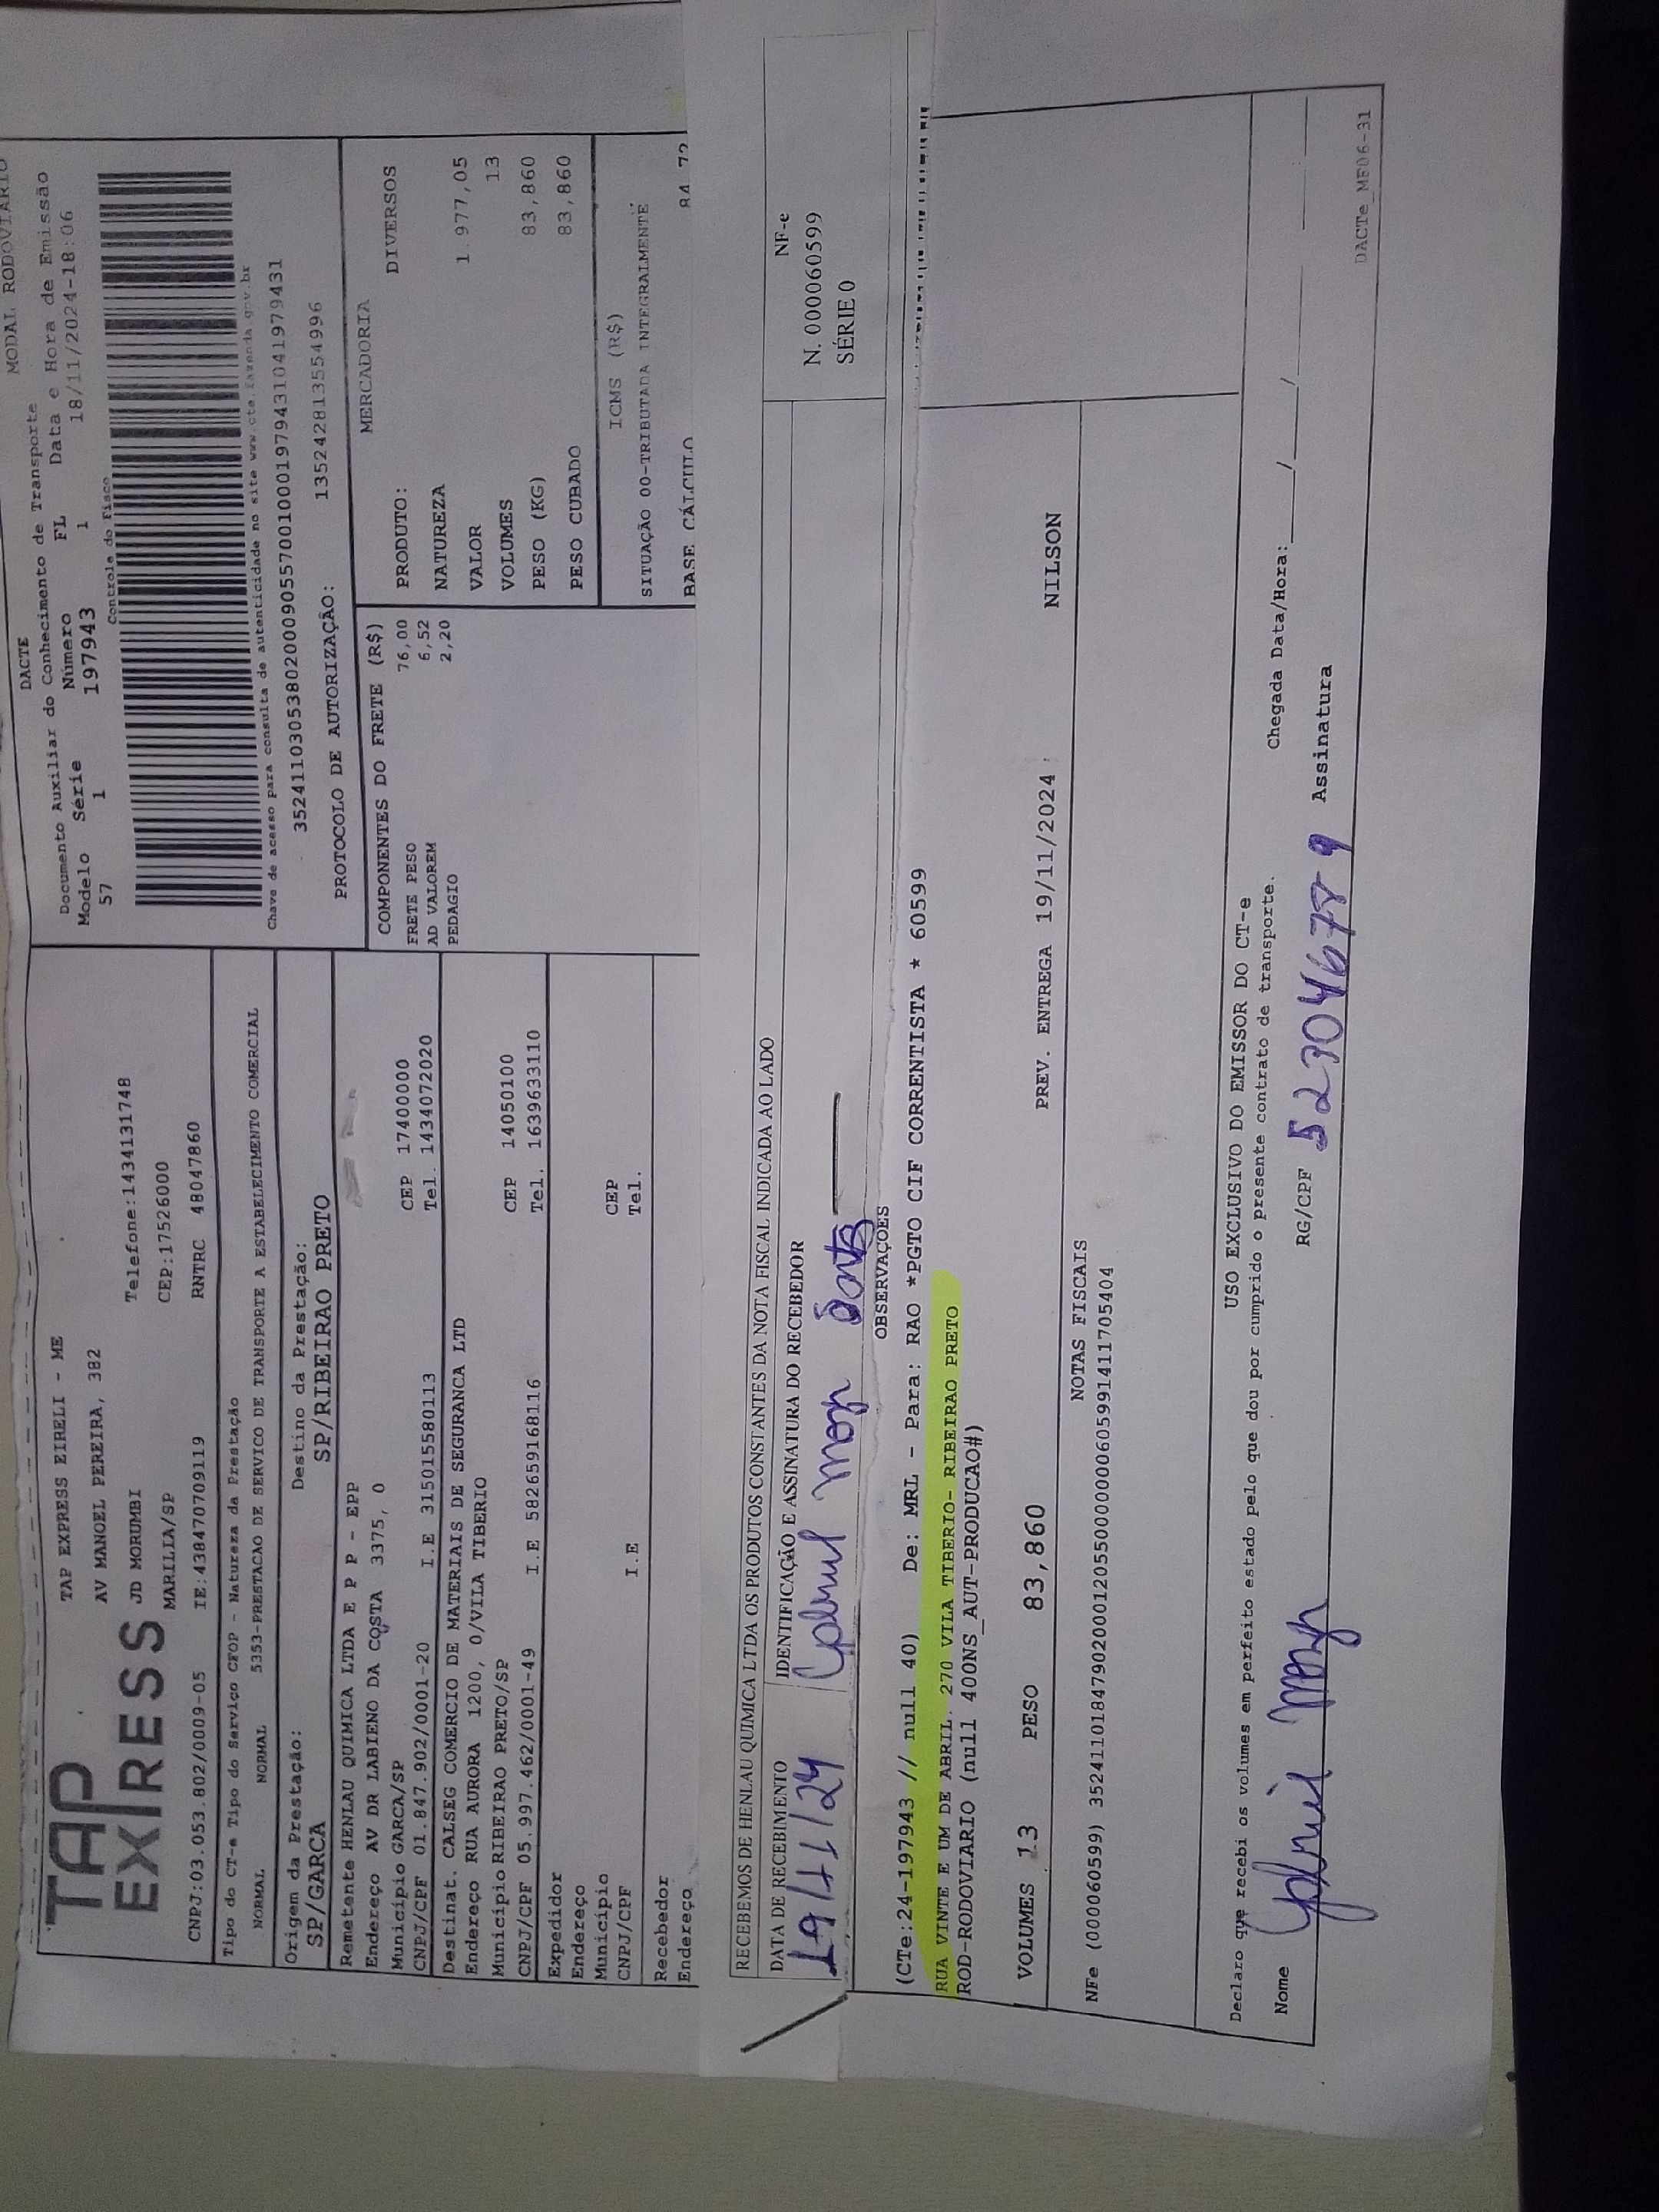 MODAL RODOVIÁRIO
TAP
EXPRESS
TAP EXPRESS EIRELI - ME
AV MANOEL PEREIRA, 382
JD MORUMBI Telefone:1434131748
MARILIA/SP CEP:17526000
CNPJ:03.053.802/0009-05 IE:438470709119 RNTRC 48047860
DACTE
Documento Auxiliar do Conhecimento de Transporte
Modelo Série Número FL Data e Hora de Emissão
57 1 197943 1 18/11/2024-18:06
Controle do Fisco
Chave de acesso para consulta de autenticidade no site www.cte.fazenda.gov.br
35241103053802000905570010001979431041979431
PROTOCOLO DE AUTORIZAÇÃO: 135242813554996
Tipo do CT-e Tipo do Serviço CFOP - Natureza da Prestação
NORMAL NORMAL 5353-PRESTACAO DE SERVICO DE TRANSPORTE A ESTABELECIMENTO COMERCIAL
Origem da Prestação: Destino da Prestação:
SP/GARCA SP/RIBEIRAO PRETO
Remetente HENLAU QUIMICA LTDA E P P - EPP
Endereço AV DR LABIENO DA COSTA 3375, 0
Município GARCA/SP CEP 17400000
CNPJ/CPF 01.847.902/0001-20 I.E 315015580113 Tel. 1434072020
Destinat. CALSEG COMERCIO DE MATERIAIS DE SEGURANCA LTD
Endereço RUA AURORA 1200, 0/VILA TIBERIO
Município RIBEIRAO PRETO/SP CEP 14050100
CNPJ/CPF 05.997.462/0001-49 I.E 582659168116 Tel. 1639633110
Expedidor
Endereço
Município CEP
CNPJ/CPF I.E Tel.
Recebedor
Endereço
COMPONENTES DO FRETE (R$)
FRETE PESO 76,00
AD VALOREM 6,52
PEDAGIO 2,20
MERCADORIA
PRODUTO: DIVERSOS
NATUREZA
VALOR 1.977,05
VOLUMES 13
PESO (KG) 83,860
PESO CUBADO 83,860
ICMS (R$)
SITUAÇÃO 00-TRIBUTADA INTEGRALMENTE
BASE CÁLCULO 84,72
RECEBEMOS DE HENLAU QUIMICA LTDA OS PRODUTOS CONSTANTES DA NOTA FISCAL INDICADA AO LADO
DATA DE RECEBIMENTO IDENTIFICAÇÃO E ASSINATURA DO RECEBEDOR
19/11/24
NF-e
N. 000060599
SÉRIE 0
OBSERVAÇÕES
(CTe:24-197943 // null 40) De: MRL - Para: RAO *PGTO CIF CORRENTISTA * 60599
RUA VINTE E UM DE ABRIL, 270 VILA TIBERIO- RIBEIRAO PRETO
ROD-RODOVIARIO (null 400NS_AUT-PRODUCAO#)
VOLUMES 13 PESO 83,860 PREV. ENTREGA 19/11/2024 NILSON
NOTAS FISCAIS
NFe (000060599) 35241101847902000120550000000605991411705404
USO EXCLUSIVO DO EMISSOR DO CT-e
Declaro que recebi os volumes em perfeito estado pelo que dou por cumprido o presente contrato de transporte.
Chegada Data/Hora:____/____/____ ____:____
Nome RG/CPF Assinatura
DACTe_MF06-31